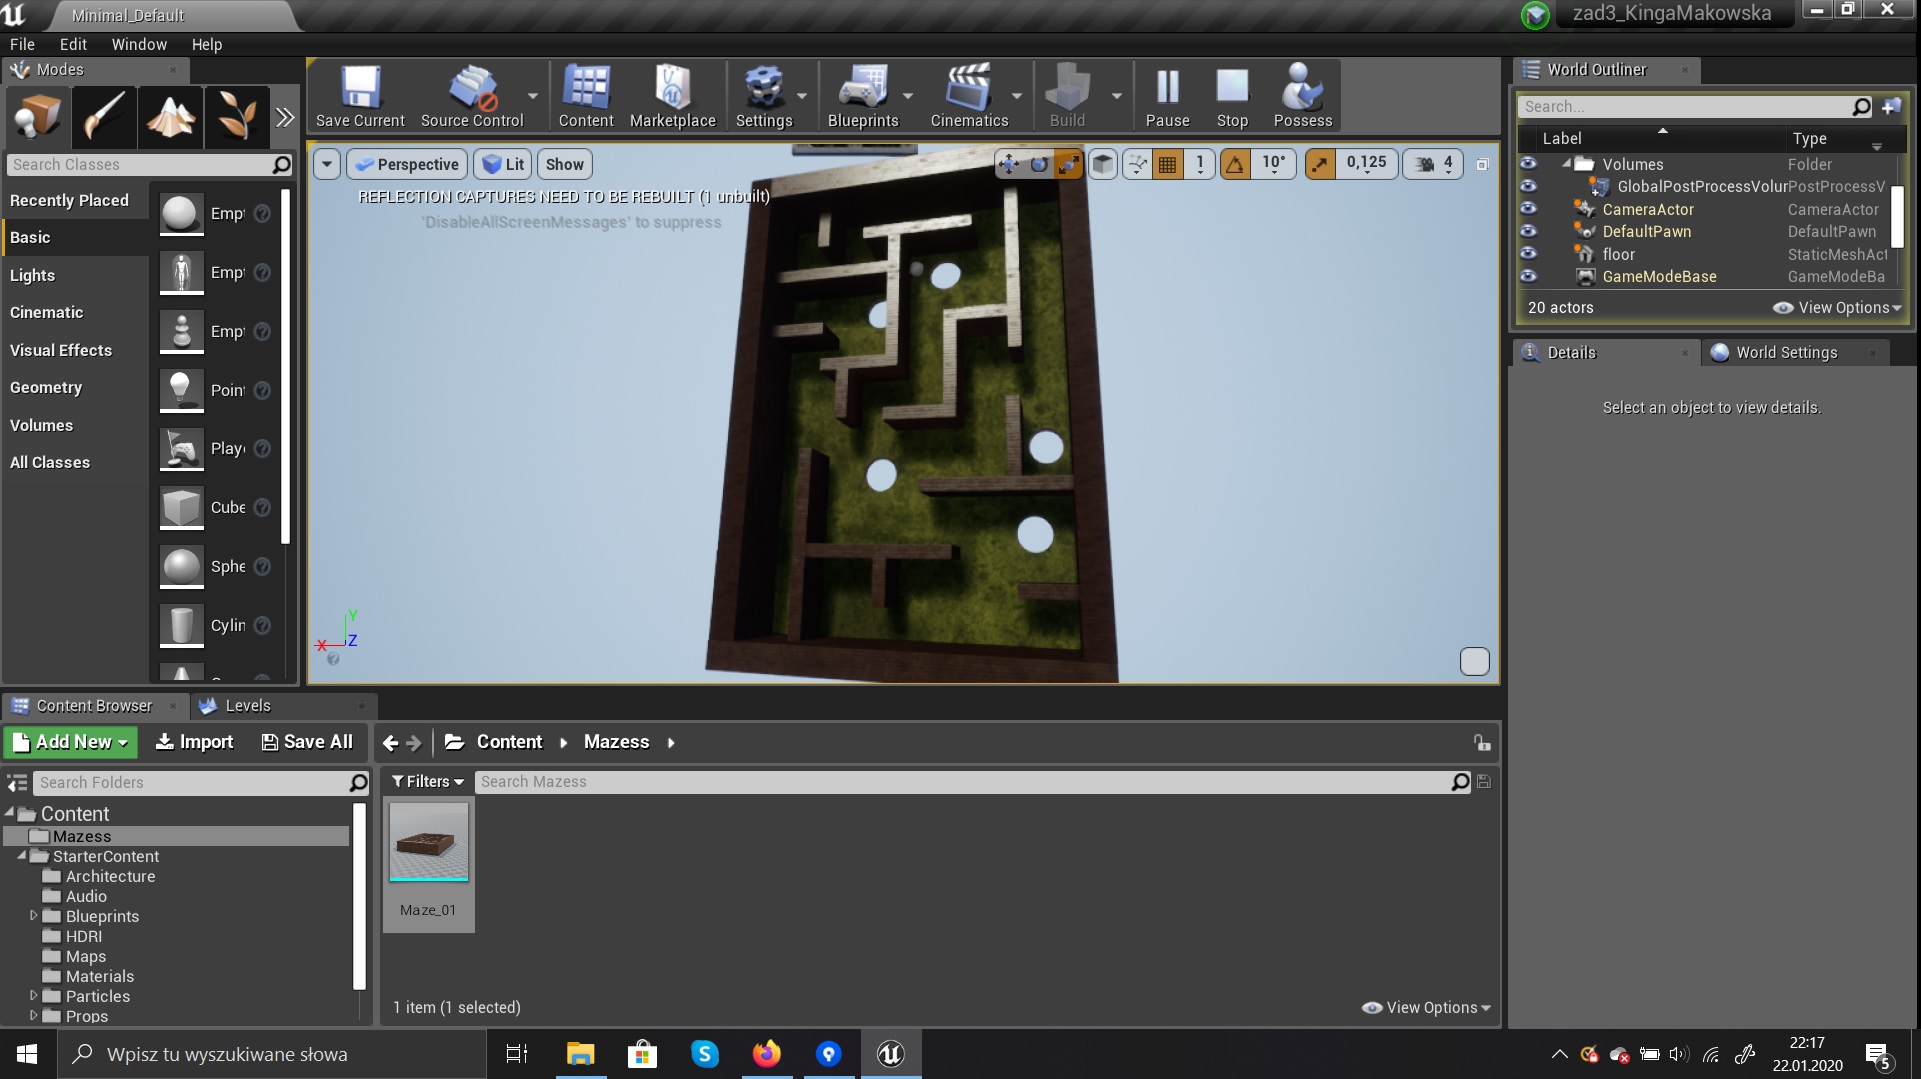 Minimal_Default
zad3_KingaMakowska
File Edit Window Help
Modes
Search Classes
Recently Placed
Basic
Lights
Cinematic
Visual Effects
Geometry
Volumes
All Classes
Empt
Empt
Empt
Point
Playe
Cube
Sphe
Cylin
Save Current Source Control Content Marketplace Settings Blueprints Cinematics Build Pause Stop Possess
Perspective Lit Show
1 10° 0,125 4
REFLECTION CAPTURES NEED TO BE REBUILT (1 unbuilt)
'DisableAllScreenMessages' to suppress
Y
X Z
World Outliner
Search...
Label Type
Volumes Folder
GlobalPostProcessVolur PostProcessV
CameraActor CameraActor
DefaultPawn DefaultPawn
floor StaticMeshAct
GameModeBase GameModeBa
20 actors View Options
Details World Settings
Select an object to view details.
Content Browser Levels
Add New Import Save All Content Mazess
Search Folders
Content
Mazess
StarterContent
Architecture
Audio
Blueprints
HDRI
Maps
Materials
Particles
Props
Filters Search Mazess
Maze_01
1 item (1 selected) View Options
Wpisz tu wyszukiwane słowa
22:17
22.01.2020
5